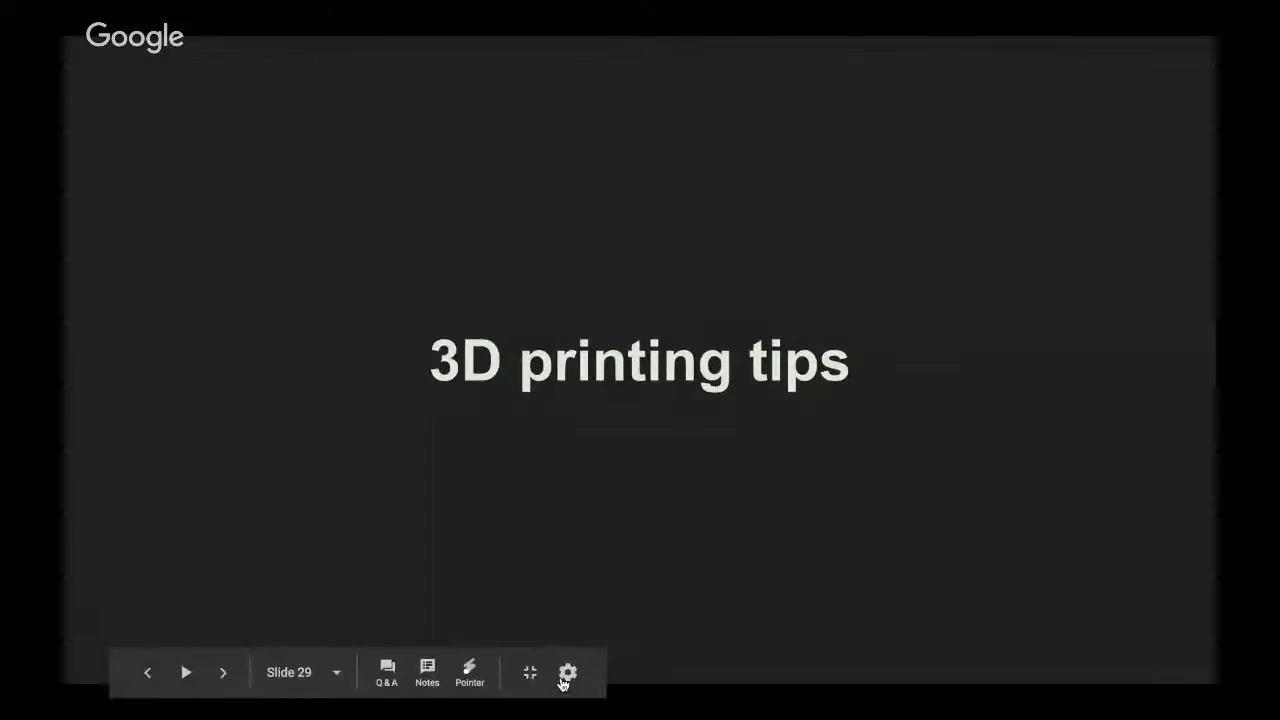 Google
3D printing tips
Slide 29
Q & A
Notes
Pointer